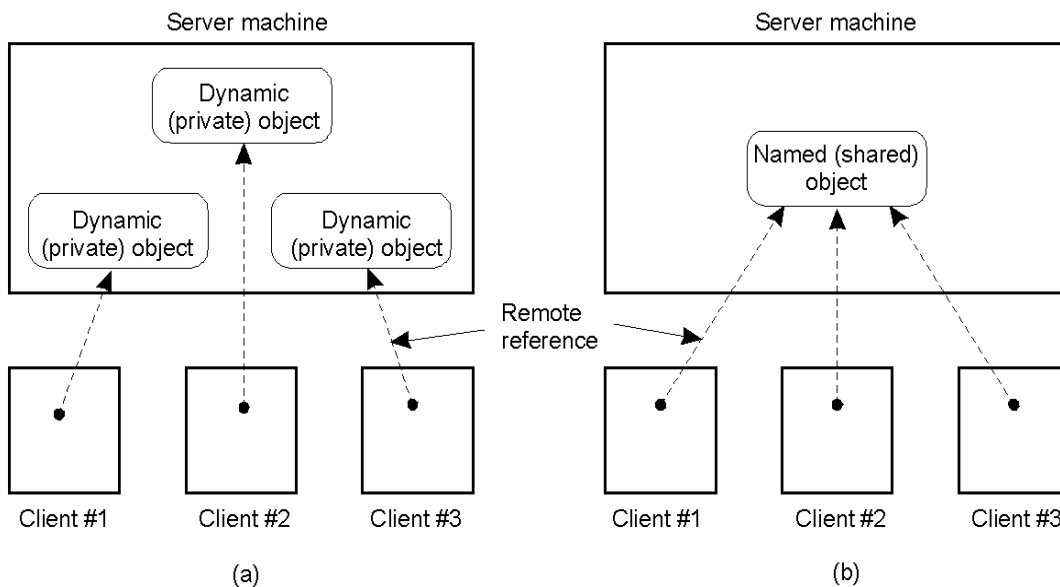 Server machine
Dynamic
(private) object
Dynamic
(private) object
Dynamic
(private) object
Client #1
Client #2
Client #3
(a)
Remote
reference
Server machine
Named (shared)
object
Client #1
Client #2
Client #3
(b)